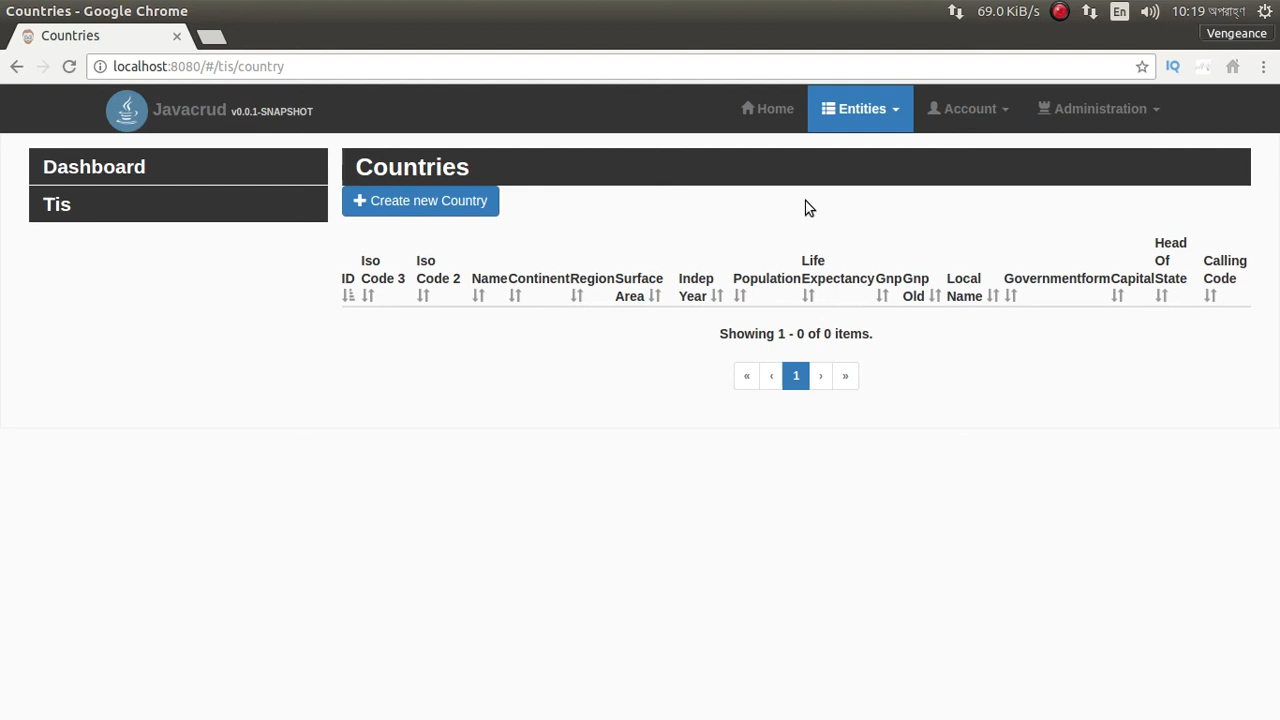 Countries - Google Chrome
69.0 KiB/s En 10:19 অপরাহ্ণ
Countries
Vengeance
localhost:8080/#/tis/country
IQ
Javacrud v0.0.1-SNAPSHOT
Home Entities Account Administration
Dashboard
Tis
Countries
Create new Country
ID
Iso
Code 3
Iso
Code 2
Name
Continent
Region
Surface
Area
Indep
Year
Population
Life
Expectancy
Gnp
Gnp
Old
Local
Name
Governmentform
Capital
Head
Of
State
Calling
Code
Showing 1 - 0 of 0 items.
« ‹ 1 › »